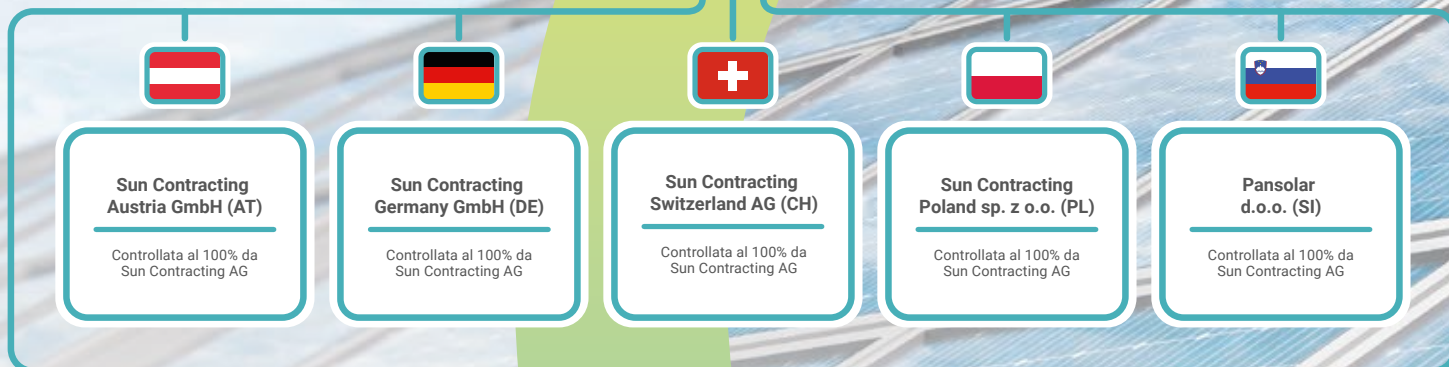 Sun Contracting
Austria GmbH (AT)
Controllata al 100% da
Sun Contracting AG
Sun Contracting
Germany GmbH (DE)
Controllata al 100% da
Sun Contracting AG
Sun Contracting
Switzerland AG (CH)
Controllata al 100% da
Sun Contracting AG
Sun Contracting
Poland sp. z o.o. (PL)
Controllata al 100% da
Sun Contracting AG
Pansolar
d.o.o. (SI)
Controllata al 100% da
Sun Contracting AG